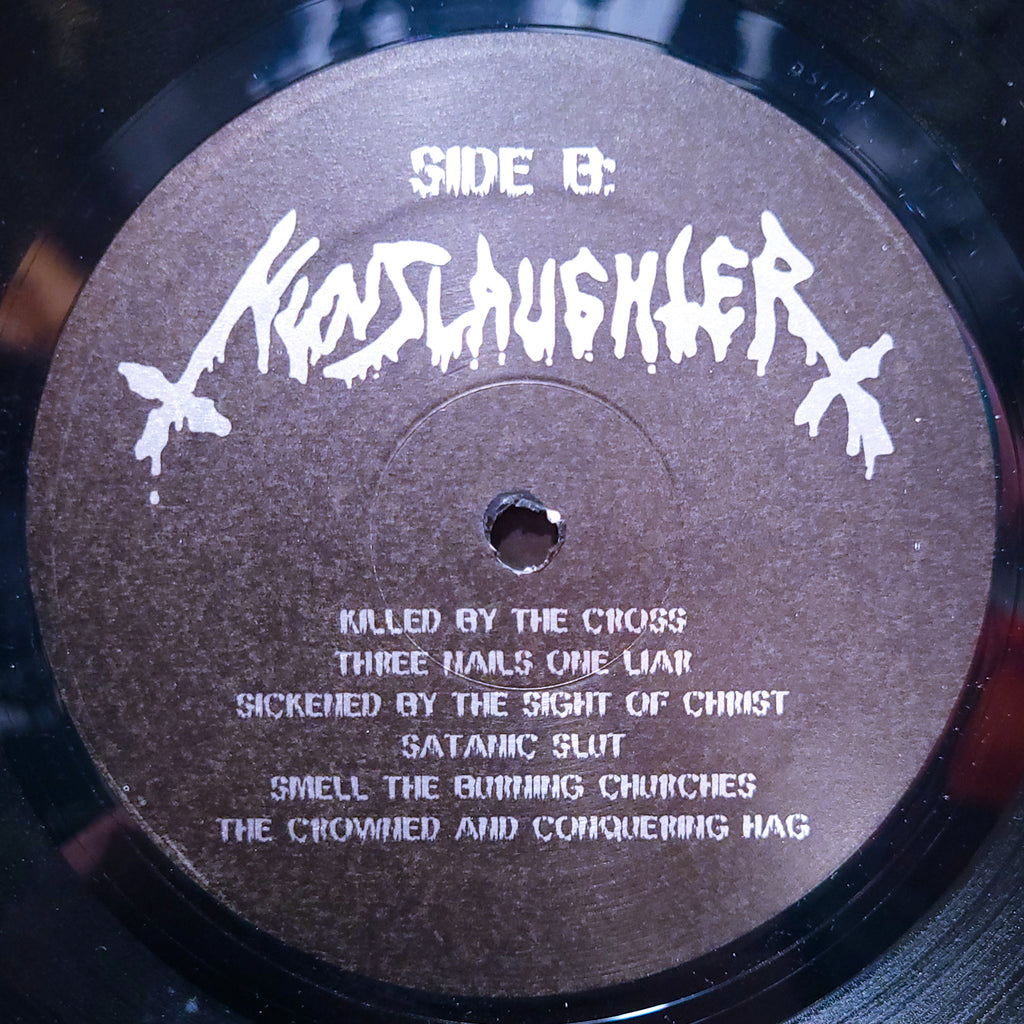 SIDE B:
NUNSLAUGHTER
KILLED BY THE CROSS
THREE NAILS ONE LIAR
SICKENED BY THE SIGHT OF CHRIST
SATANIC SLUT
SMELL THE BURNING CHURCHES
THE CROWNED AND CONQUERING HAG